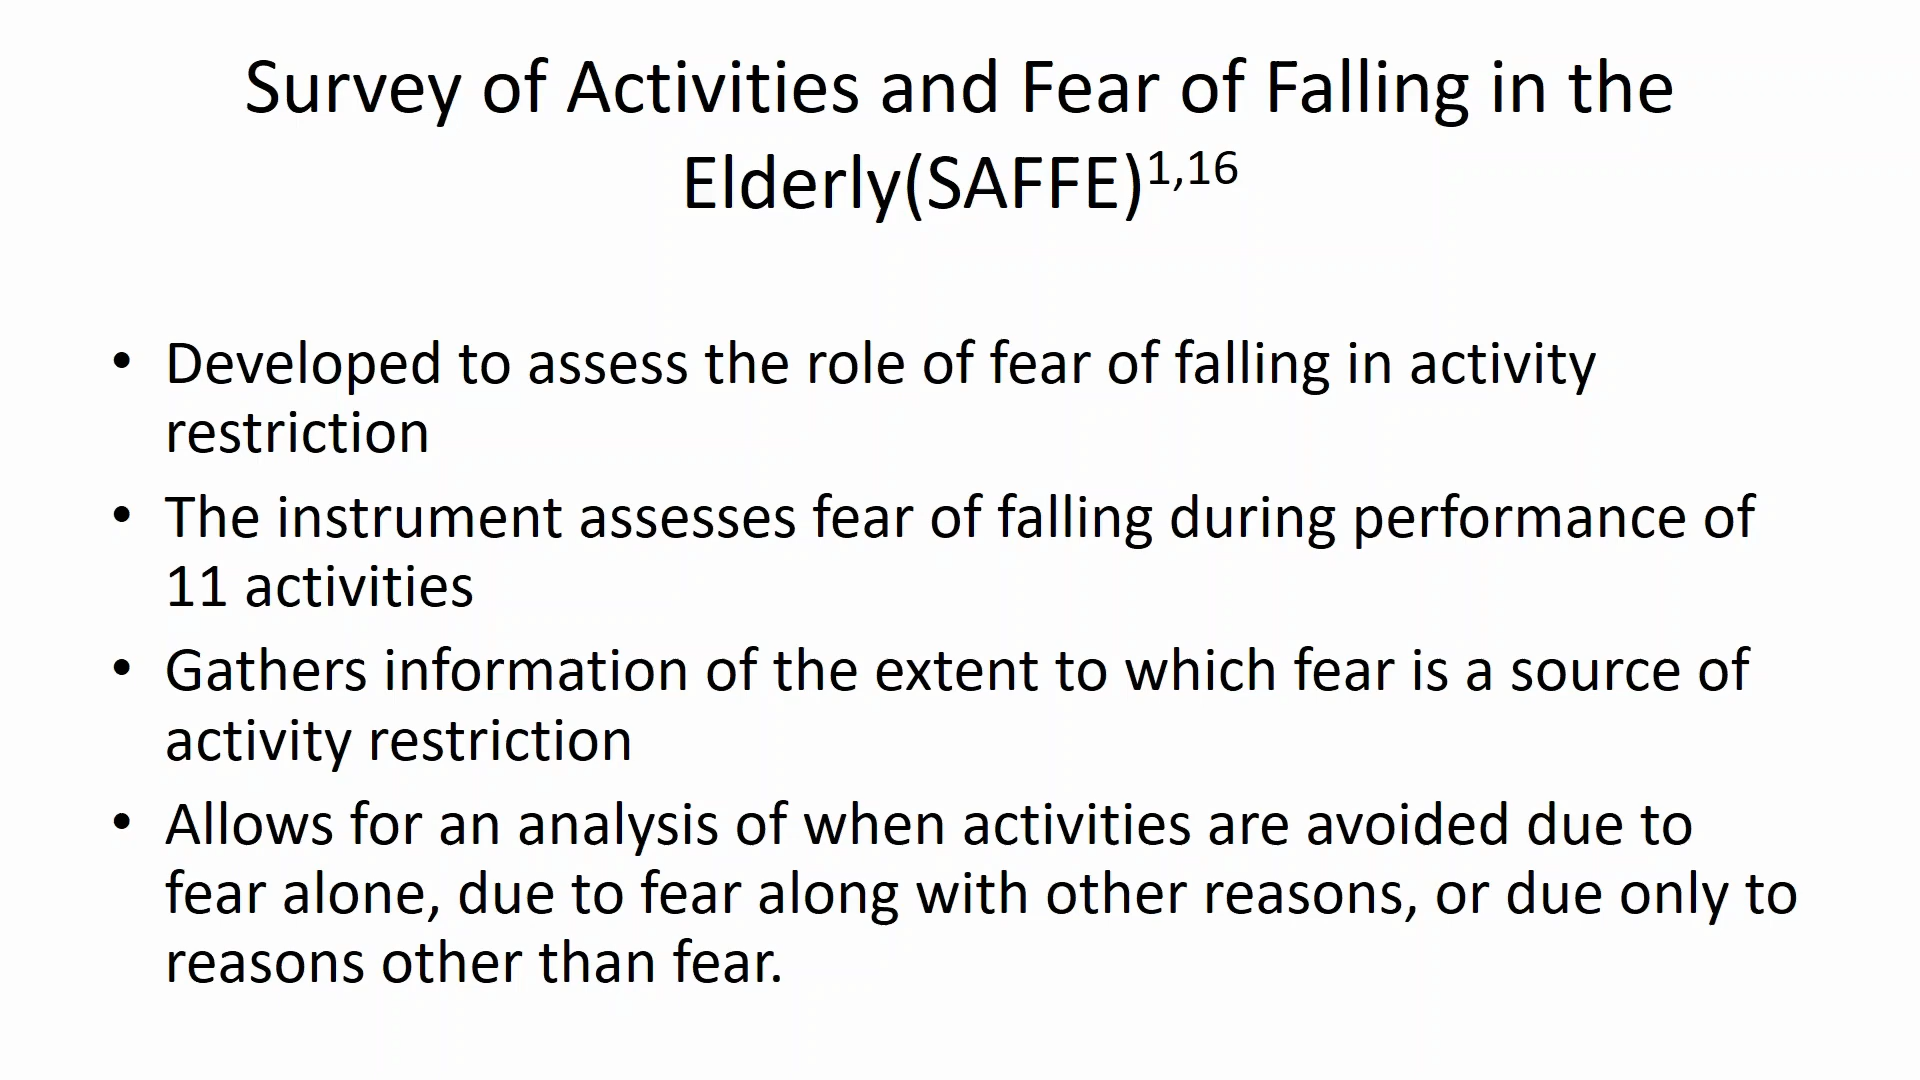 Survey of Activities and Fear of Falling in the
Elderly(SAFFE)1,16
• Developed to assess the role of fear of falling in activity
restriction
• The instrument assesses fear of falling during performance of
11 activities
• Gathers information of the extent to which fear is a source of
activity restriction
• Allows for an analysis of when activities are avoided due to
fear alone, due to fear along with other reasons, or due only to
reasons other than fear.